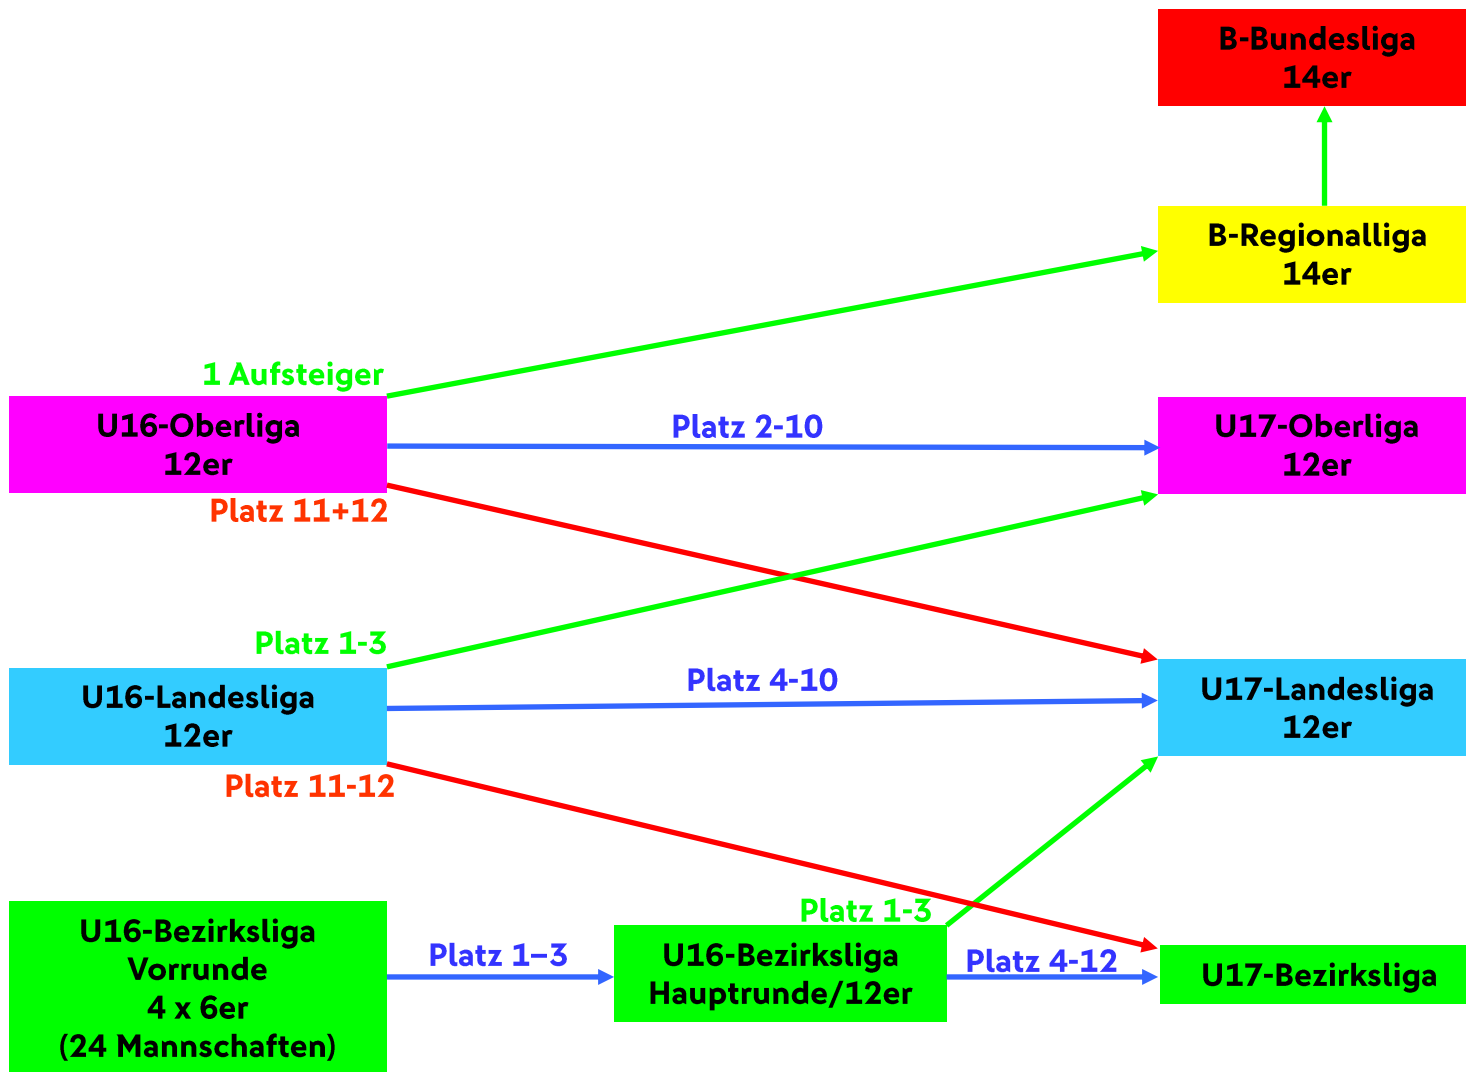 B-Bundesliga
14er
B-Regionalliga
14er
1 Aufsteiger
U16-Oberliga
12er
Platz 2-10
U17-Oberliga
12er
Platz 11+12
Platz 1-3
U16-Landesliga
12er
Platz 4-10
U17-Landesliga
12er
Platz 11-12
U16-Bezirksliga
Vorrunde
4 x 6er
(24 Mannschaften)
Platz 1–3
Platz 1-3
U16-Bezirksliga
Hauptrunde/12er
Platz 4-12
U17-Bezirksliga